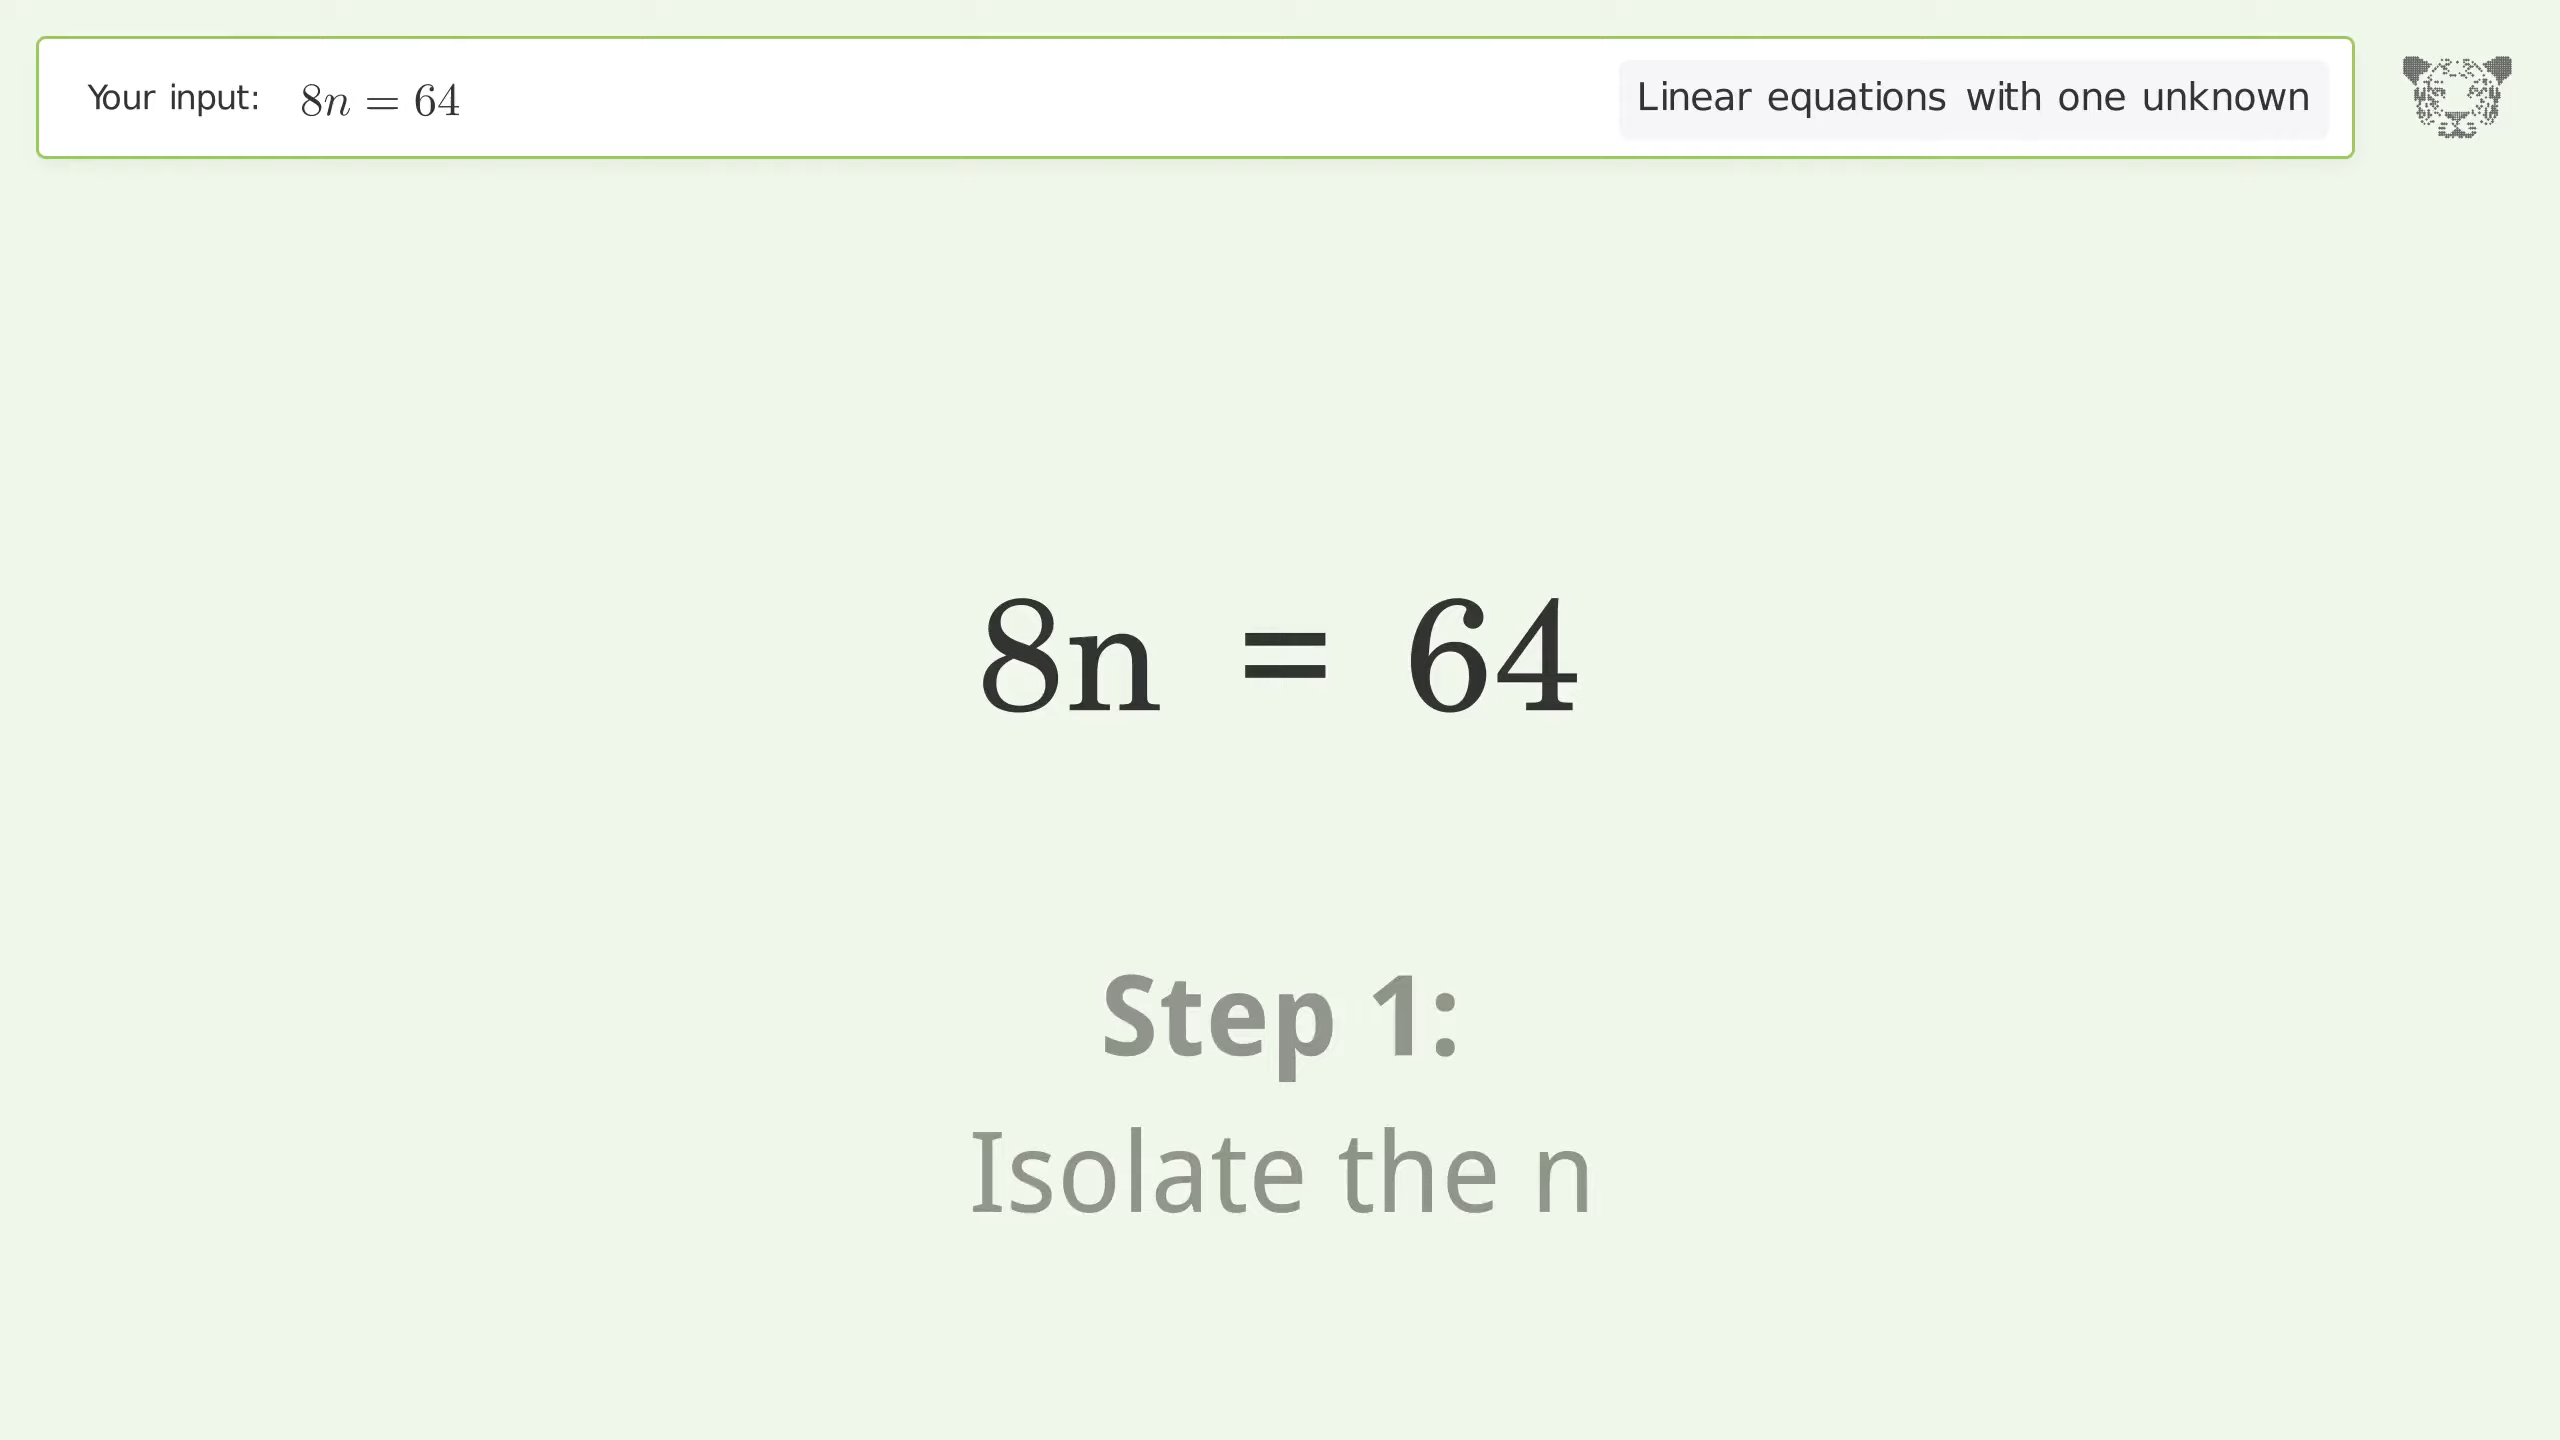 Your input: 8n = 64 Linear equations with one unknown
8n = 64
Step 1:
Isolate the n